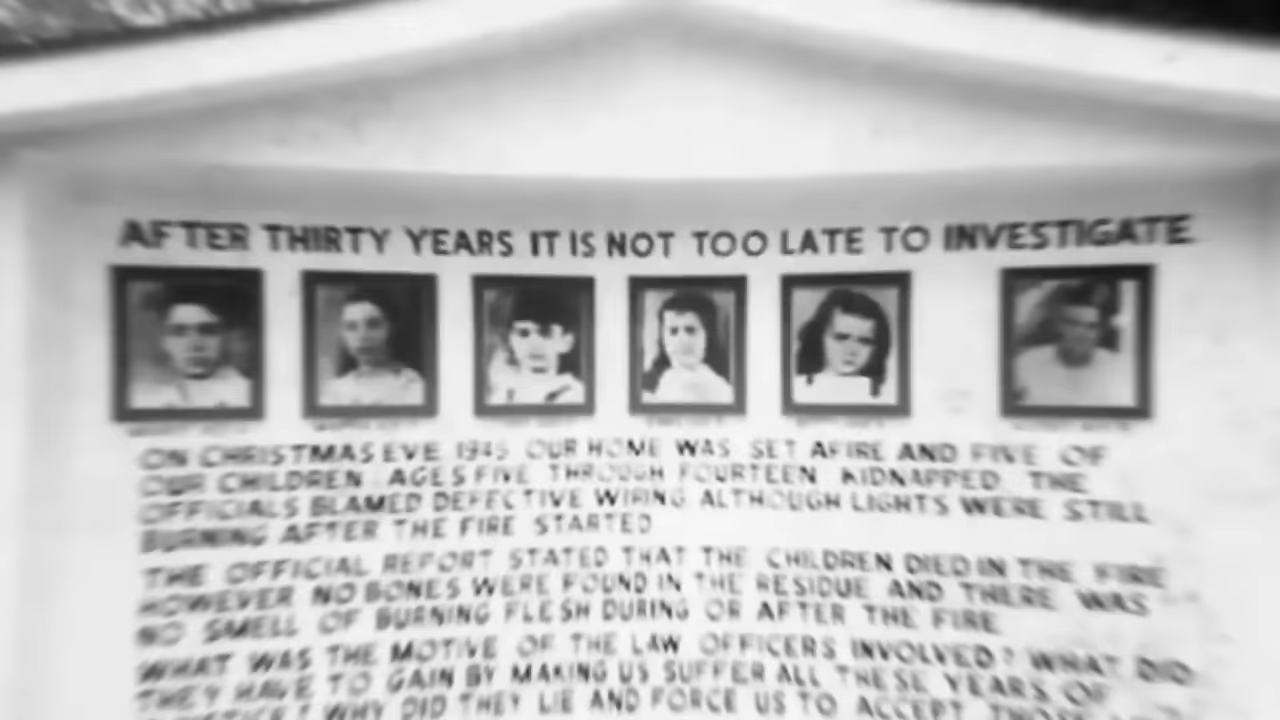 AFTER THIRTY YEARS IT IS NOT TOO LATE TO INVESTIGATE
ON CHRISTMAS EVE 1945 OUR HOME WAS SET AFIRE AND FIVE OF
OUR CHILDREN AGES FIVE THROUGH FOURTEEN KIDNAPPED THE
OFFICIALS BLAMED DEFECTIVE WIRING ALTHOUGH LIGHTS WERE STILL
BURNING AFTER THE FIRE STARTED
THE OFFICIAL REPORT STATED THAT THE CHILDREN DIED IN THE FIRE
HOWEVER NO BONES WERE FOUND IN THE RESIDUE AND THERE WAS
NO SMELL OF BURNING FLESH DURING OR AFTER THE FIRE
WHAT WAS THE MOTIVE OF THE LAW OFFICERS INVOLVED? WHAT DID
THEY HAVE TO GAIN BY MAKING US SUFFER ALL THESE YEARS OF
WHY DID THEY LIE AND FORCE US TO ACCEPT